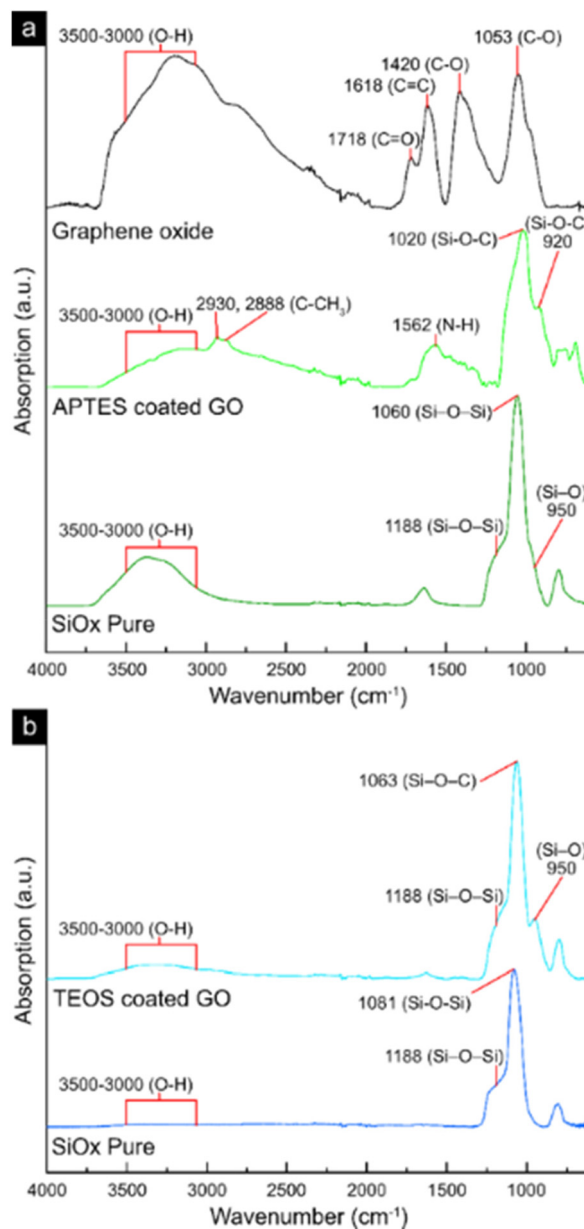 a
3500-3000 (O-H)
1053 (C-O)
1420 (C-O)
1618 (C=C)
1718 (C=O)
Graphene oxide
(Si-O-C
920
1020 (Si-O-C)
2930, 2888 (C-CH₃)
3500-3000 (O-H)
1562 (N-H)
APTES coated GO
1060 (Si–O–Si)
(Si–O)
950
1188 (Si–O–Si)
3500-3000 (O-H)
SiOx Pure
Absorption (a.u.)
4000 3500 3000 2500 2000 1500 1000
Wavenumber (cm⁻¹)
b
1063 (Si–O–C)
(Si–O)
950
1188 (Si–O–Si)
3500-3000 (O-H)
TEOS coated GO
1081 (Si-O-Si)
1188 (Si–O–Si)
3500-3000 (O-H)
SiOx Pure
Absorption (a.u.)
4000 3500 3000 2500 2000 1500 1000
Wavenumber (cm⁻¹)